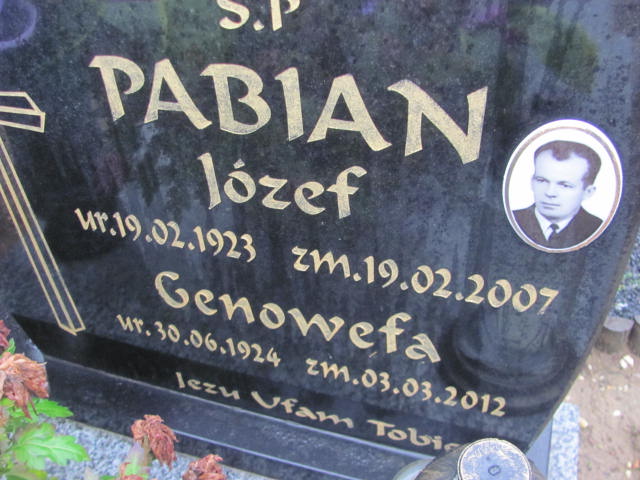 Ś.P
PABIAN
Józef
ur.19.02.1923 zm.19.02.2007
Genowefa
ur.30.06.1924 zm.03.03.2012
Jezu Ufam Tobie